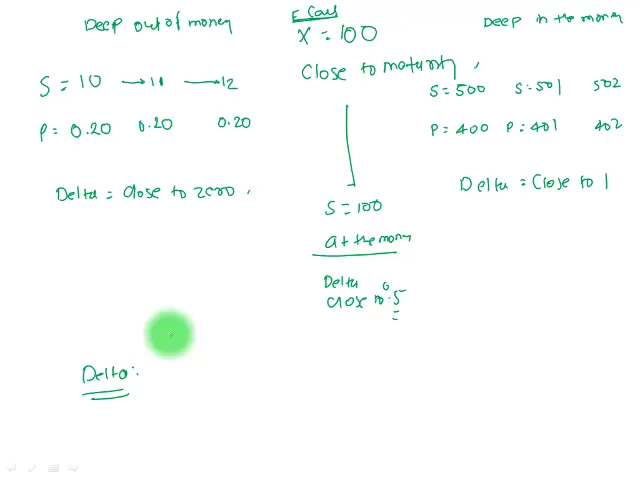 Deep out of money
S = 10 → 11 → 12
P = 0.20 0.20 0.20
Delta = Close to zero,
E Call
X = 100
Close to maturity,
S = 100
at the money
Delta
close to 0.5
Deep in the money
S = 500 S = 501 502
P = 400 P = 401 402
Delta = Close to 1
Delta: